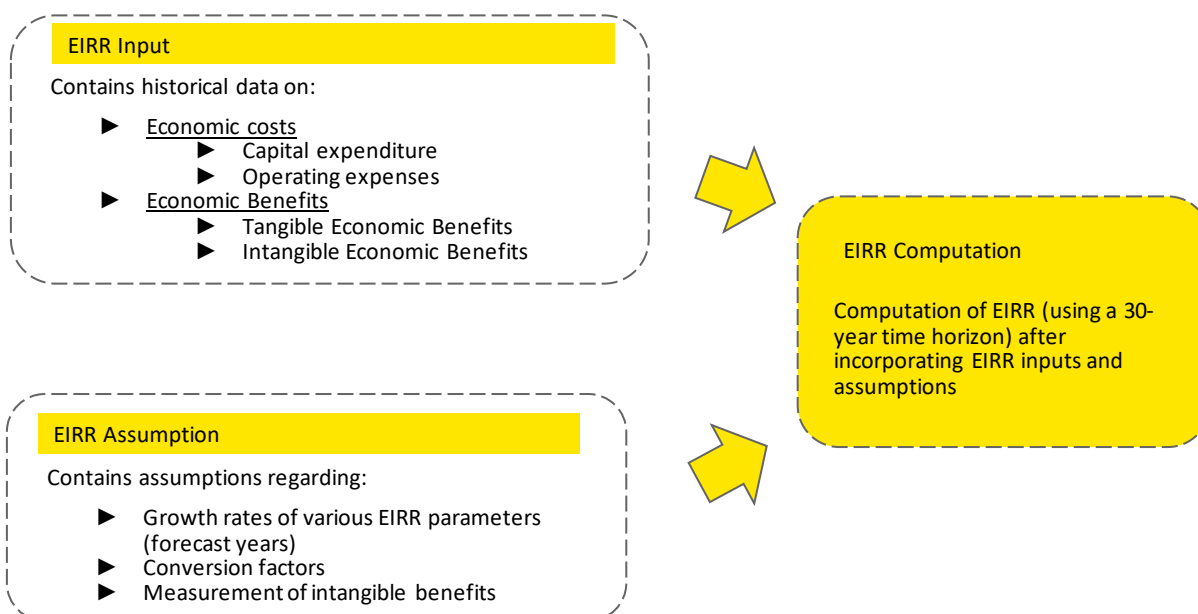 EIRR Input
Contains historical data on:
► Economic costs
► Capital expenditure
► Operating expenses
► Economic Benefits
► Tangible Economic Benefits
► Intangible Economic Benefits
EIRR Computation
Computation of EIRR (using a 30-
year time horizon) after
incorporating EIRR inputs and
assumptions
EIRR Assumption
Contains assumptions regarding:
► Growth rates of various EIRR parameters
(forecast years)
► Conversion factors
► Measurement of intangible benefits